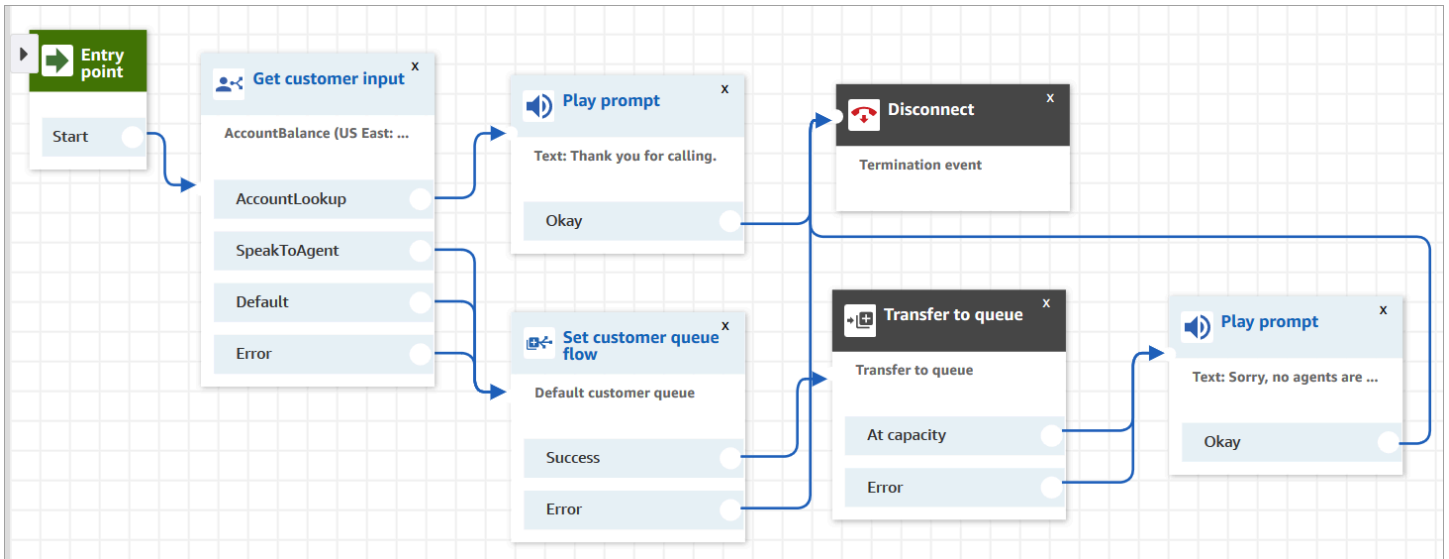 Entry
point
Start
Get customer input
x
AccountBalance (US East: ...
AccountLookup
SpeakToAgent
Default
Error
Play prompt
x
Text: Thank you for calling.
Okay
Set customer queue
flow
x
Default customer queue
Success
Error
Disconnect
x
Termination event
Transfer to queue
x
Transfer to queue
At capacity
Error
Play prompt
x
Text: Sorry, no agents are ...
Okay